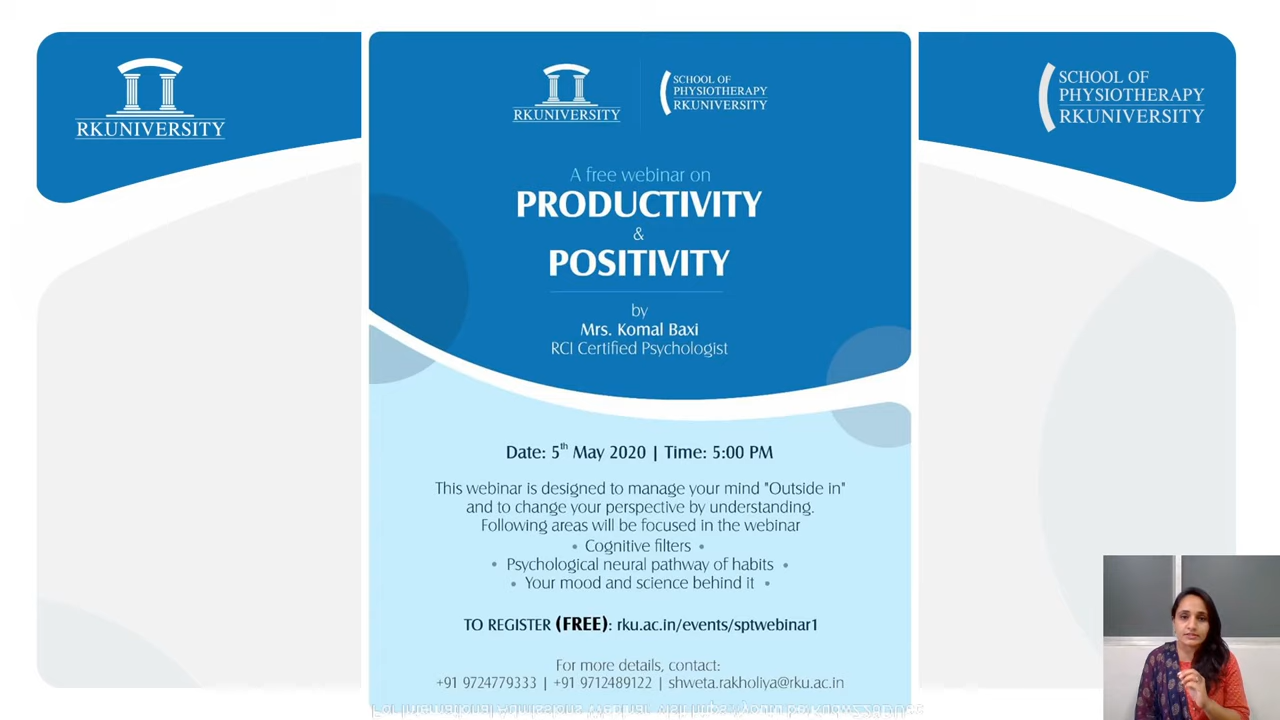 RKUNIVERSITY
RKUNIVERSITY
SCHOOL OF
PHYSIOTHERAPY
RKUNIVERSITY
SCHOOL OF
PHYSIOTHERAPY
RKUNIVERSITY
A free webinar on
PRODUCTIVITY
&
POSITIVITY
by
Mrs. Komal Baxi
RCI Certified Psychologist
Date: 5th May 2020 | Time: 5:00 PM
This webinar is designed to manage your mind "Outside in"
and to change your perspective by understanding.
Following areas will be focused in the webinar
• Cognitive filters •
• Psychological neural pathway of habits •
• Your mood and science behind it •
TO REGISTER (FREE): rku.ac.in/events/sptwebinar1
For more details, contact:
+91 9724779333 | +91 9712489122 | shweta.rakholiya@rku.ac.in